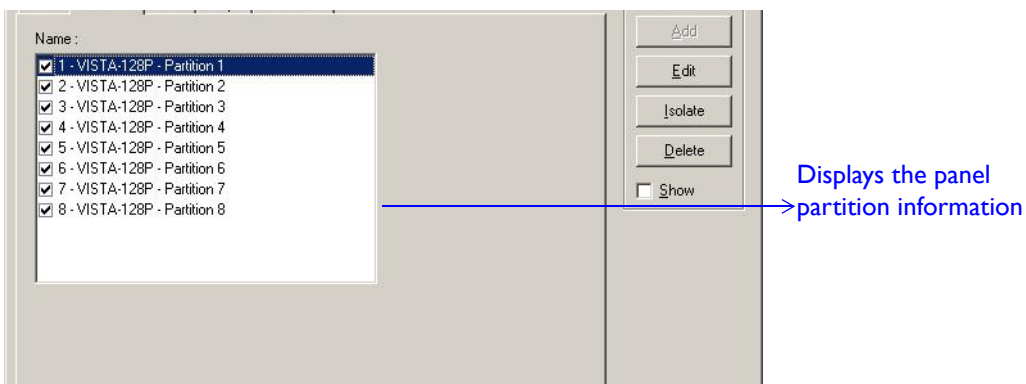 Name :
1 - VISTA-128P - Partition 1
2 - VISTA-128P - Partition 2
3 - VISTA-128P - Partition 3
4 - VISTA-128P - Partition 4
5 - VISTA-128P - Partition 5
6 - VISTA-128P - Partition 6
7 - VISTA-128P - Partition 7
8 - VISTA-128P - Partition 8
Add
Edit
Isolate
Delete
Show
Displays the panel
partition information